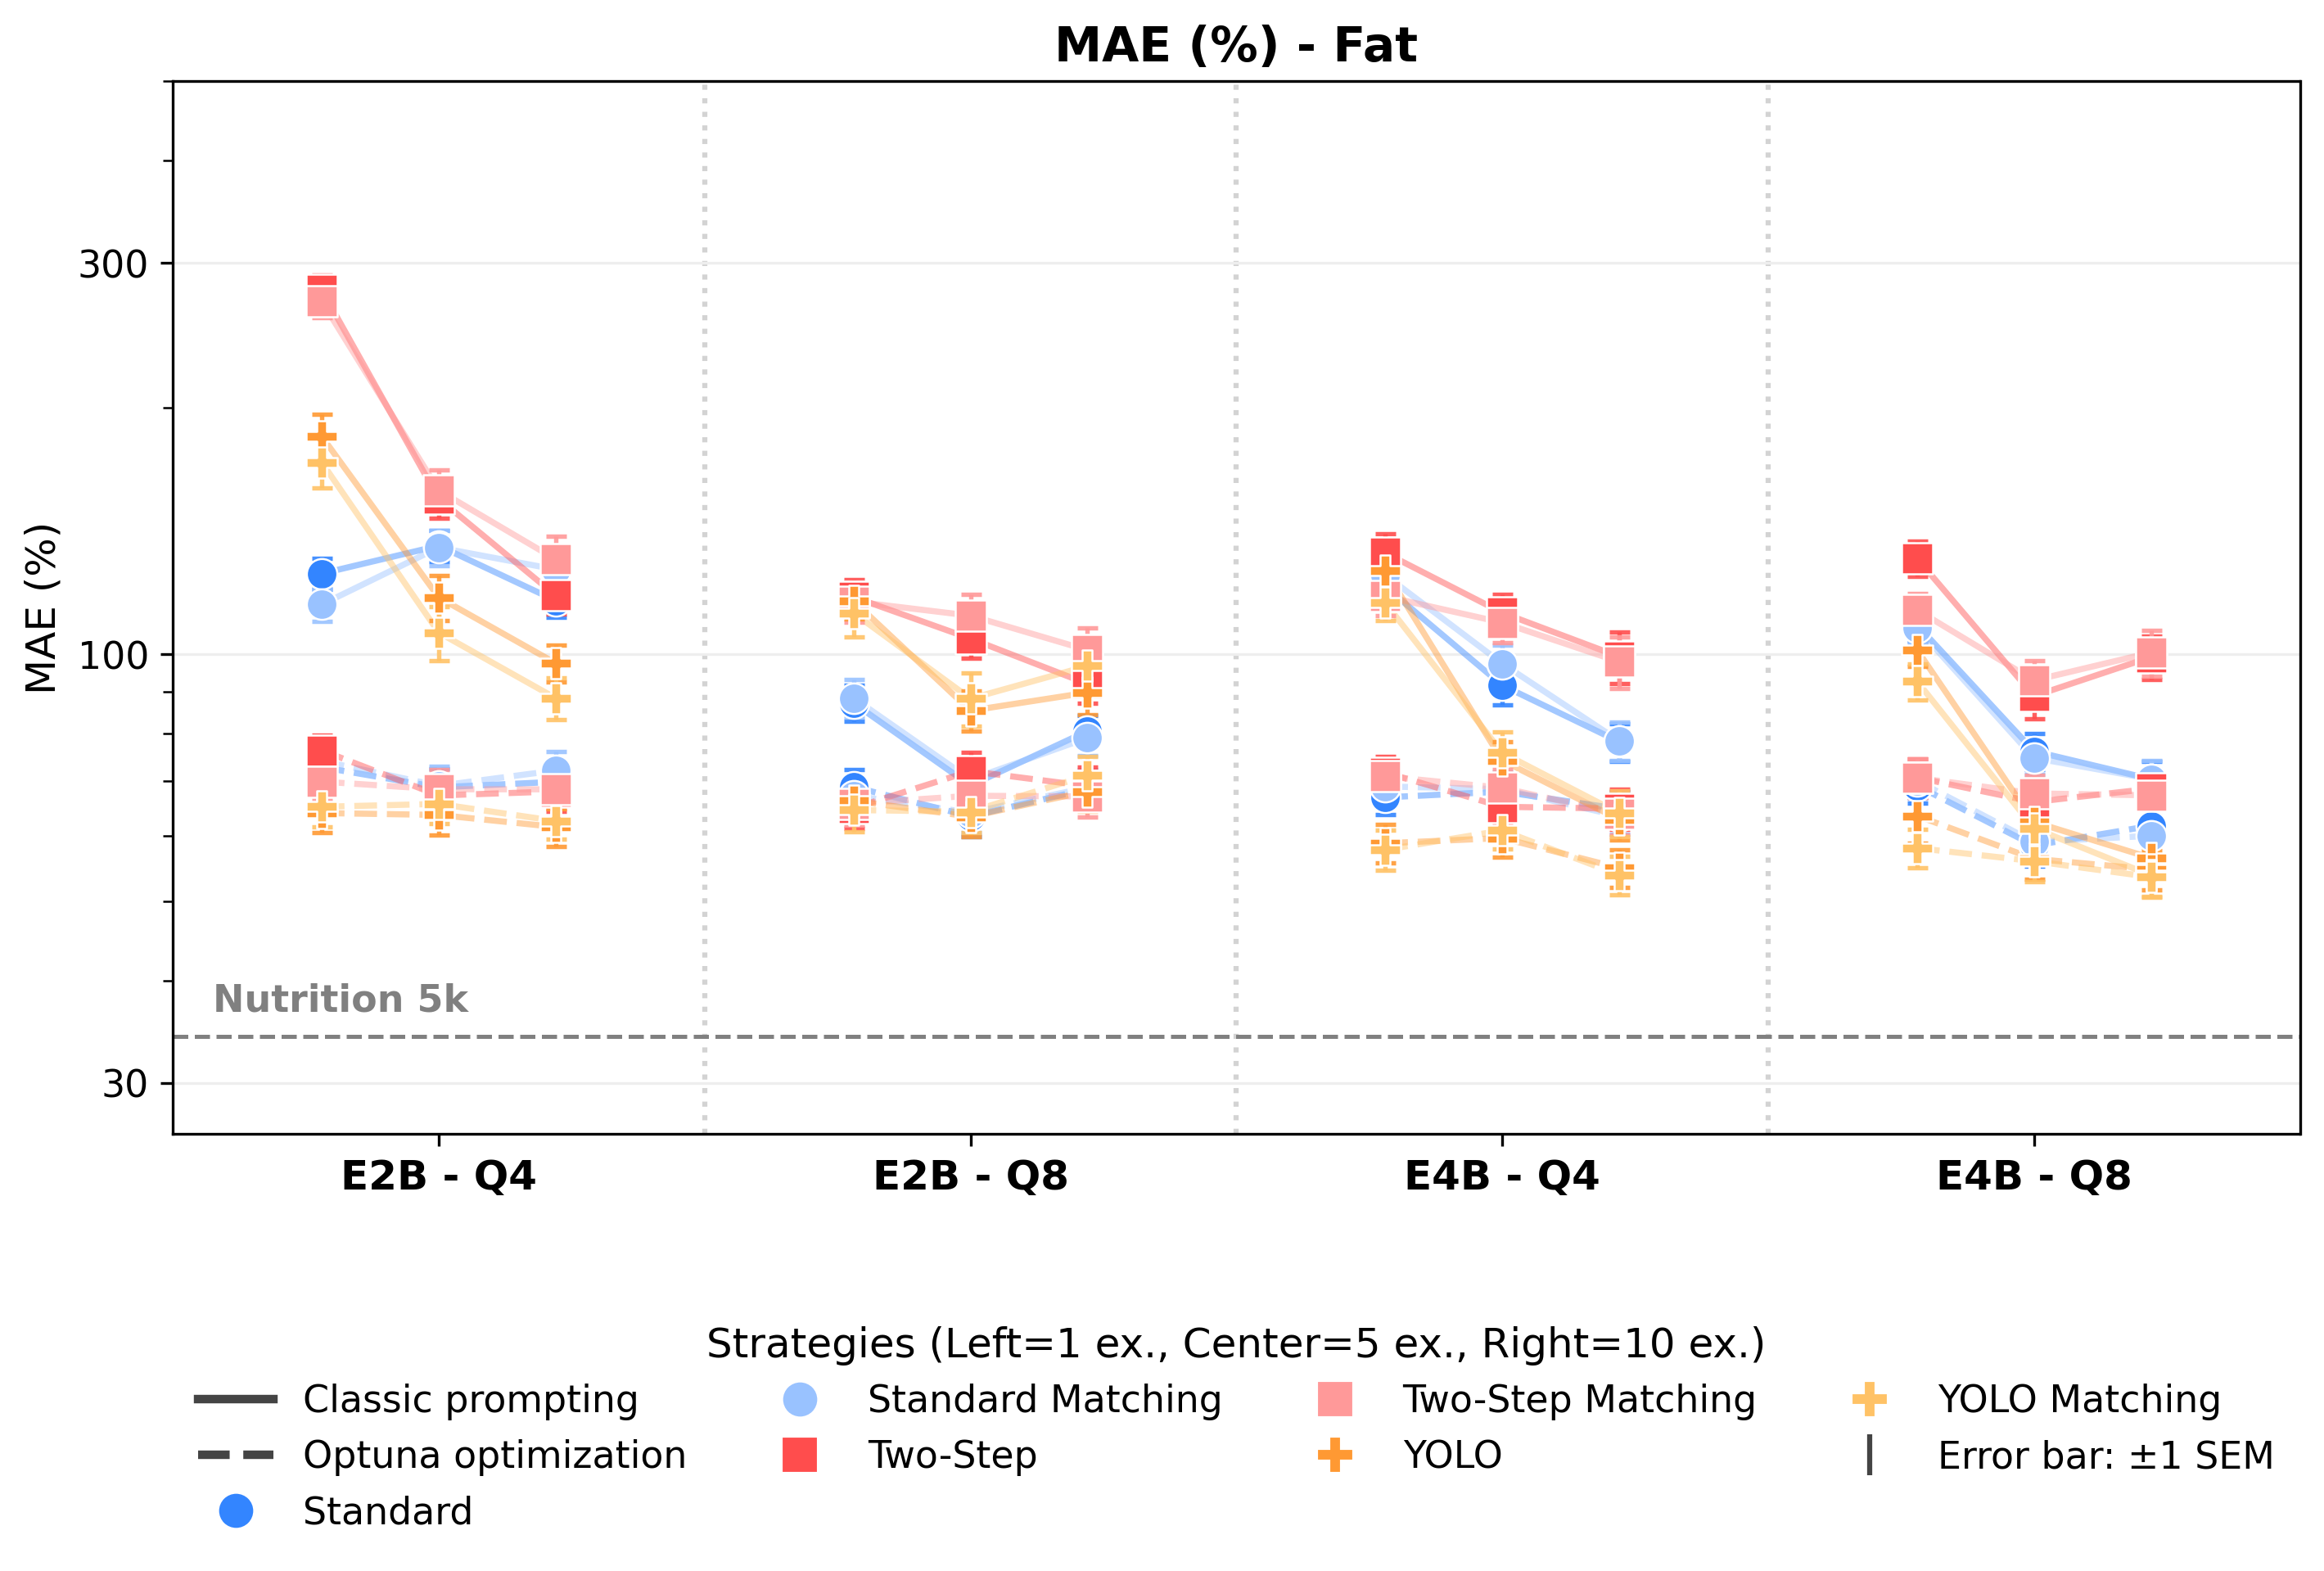 MAE (%) - Fat
MAE (%)
300
100
30
Nutrition 5k
E2B - Q4
E2B - Q8
E4B - Q4
E4B - Q8
Strategies (Left=1 ex., Center=5 ex., Right=10 ex.)
Classic prompting
Optuna optimization
Standard
Standard Matching
Two-Step
Two-Step Matching
YOLO
YOLO Matching
Error bar: ±1 SEM